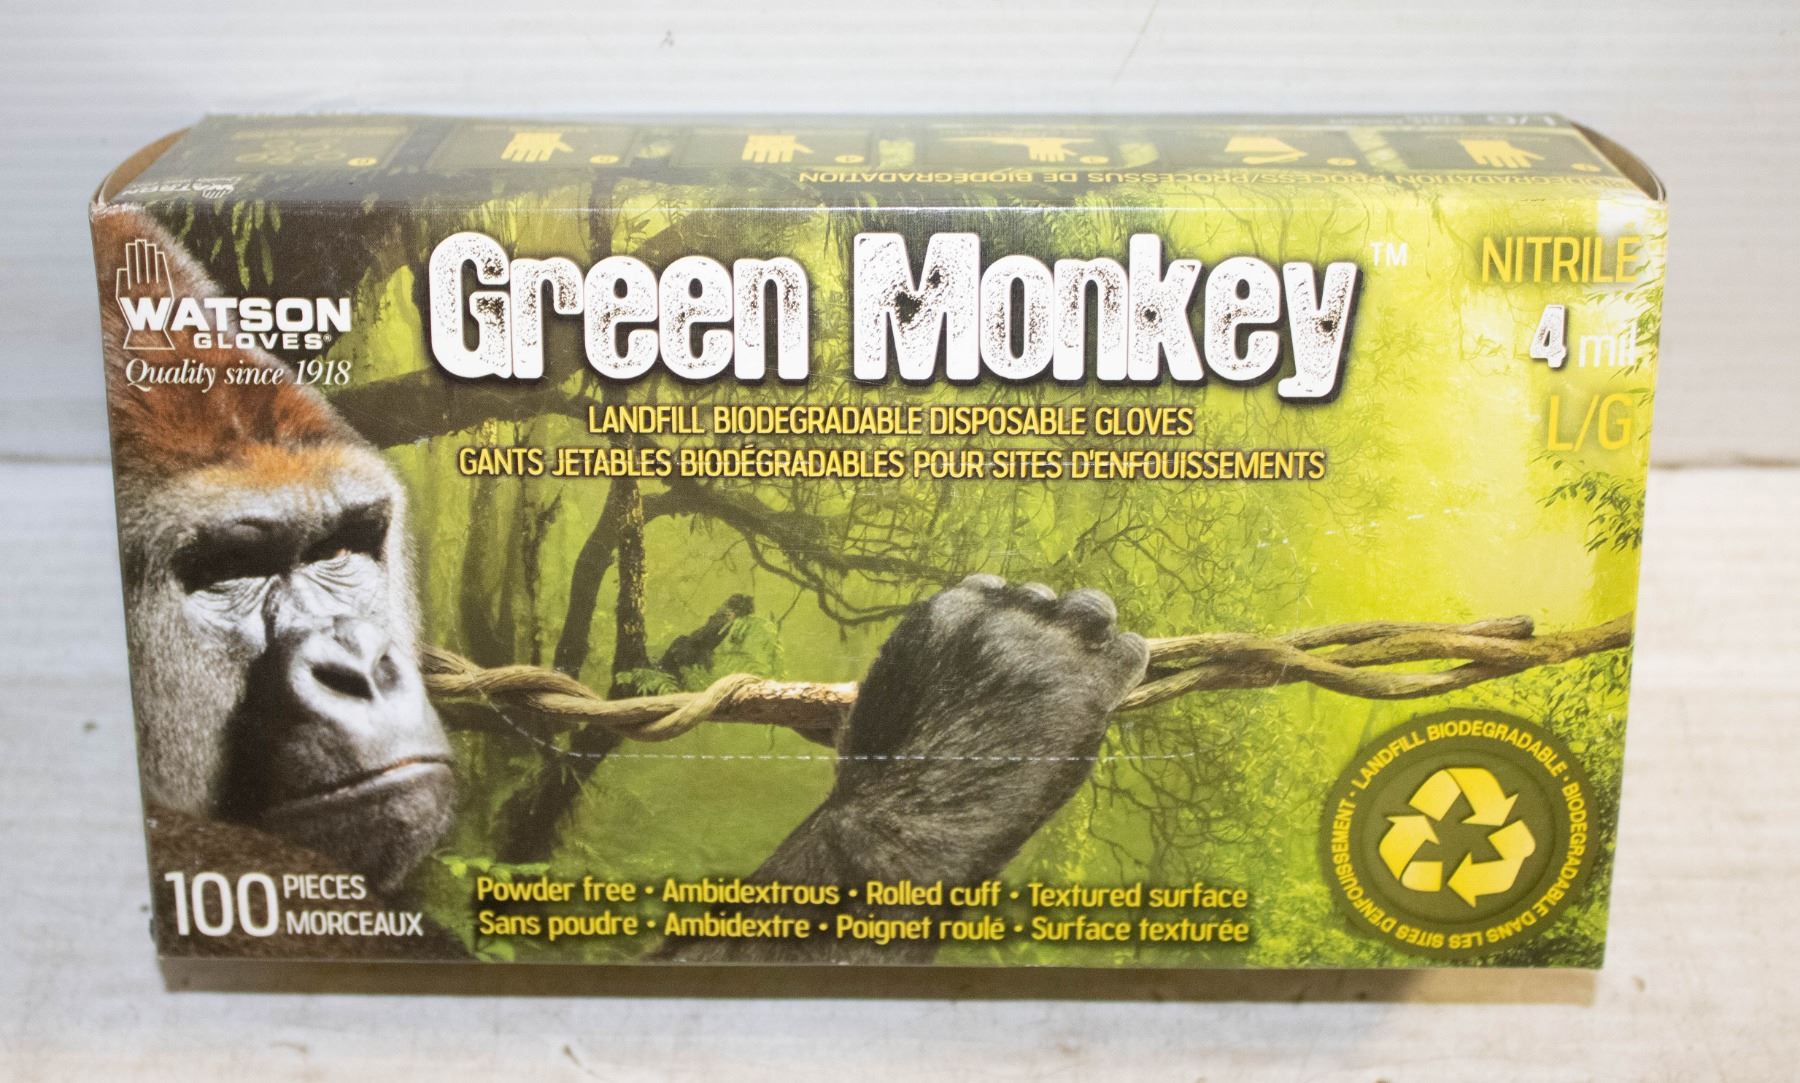 L/G
BIODEGRADATION PROCESS/PROCESSUS DE BIODEGRADATION
WATSON
WATSON
GLOVES®
Quality since 1918
Green Monkey™
NITRILE
4 mil
L/G
LANDFILL BIODEGRADABLE DISPOSABLE GLOVES
GANTS JETABLES BIODÉGRADABLES POUR SITES D'ENFOUISSEMENTS
LANDFILL BIODEGRADABLE • BIODEGRADABLE DANS LES SITES D'ENFOUISSEMENT •
100 PIECES
MORCEAUX
Powder free • Ambidextrous • Rolled cuff • Textured surface
Sans poudre • Ambidextre • Poignet roulé • Surface texturée